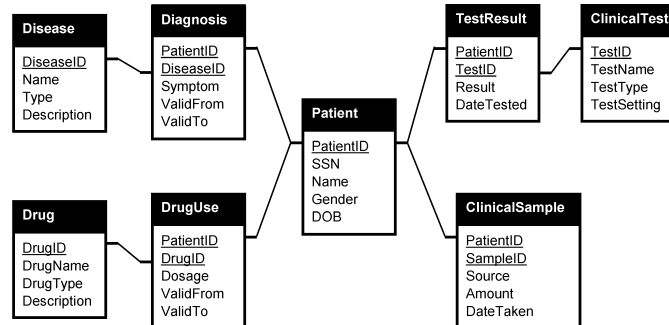 Disease
DiseaseID
Name
Type
Description
Diagnosis
PatientID
DiseaseID
Symptom
ValidFrom
ValidTo
Patient
PatientID
SSN
Name
Gender
DOB
TestResult
PatientID
TestID
Result
DateTested
ClinicalTest
TestID
TestName
TestType
TestSetting
Drug
DrugID
DrugName
DrugType
Description
DrugUse
PatientID
DrugID
Dosage
ValidFrom
ValidTo
ClinicalSample
PatientID
SampleID
Source
Amount
DateTaken